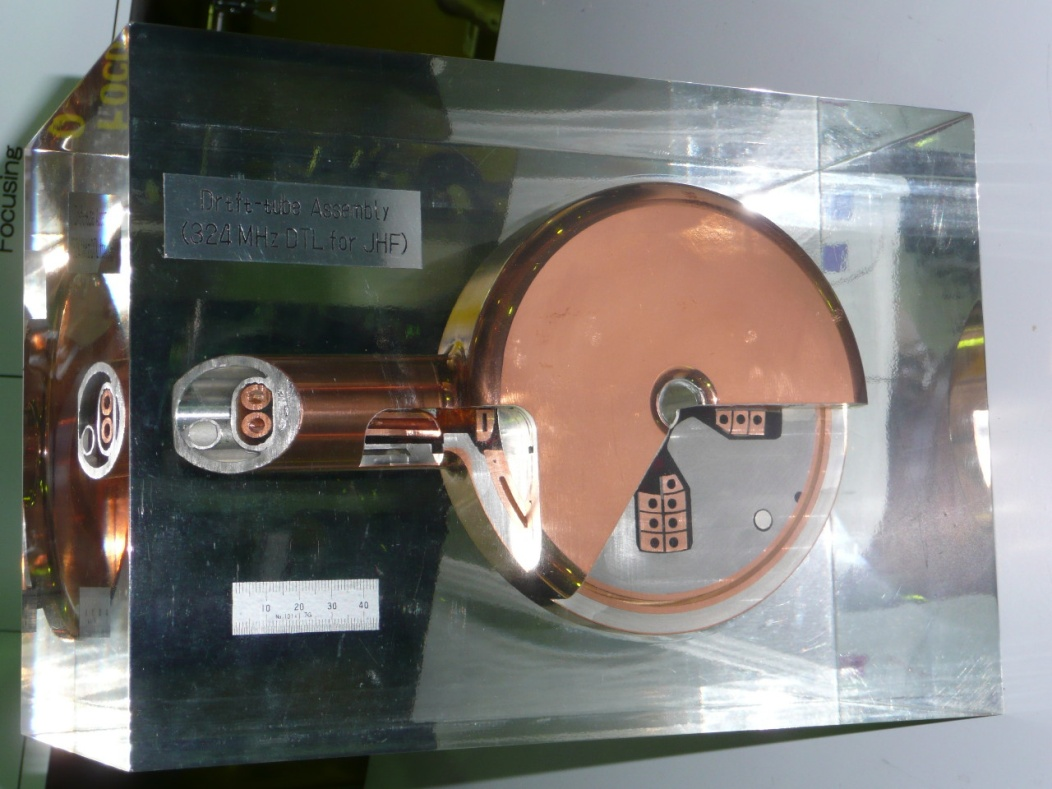 Drift-tube Assembly
(324 MHz DTL for JHF)
10 20 30 40
Focusing